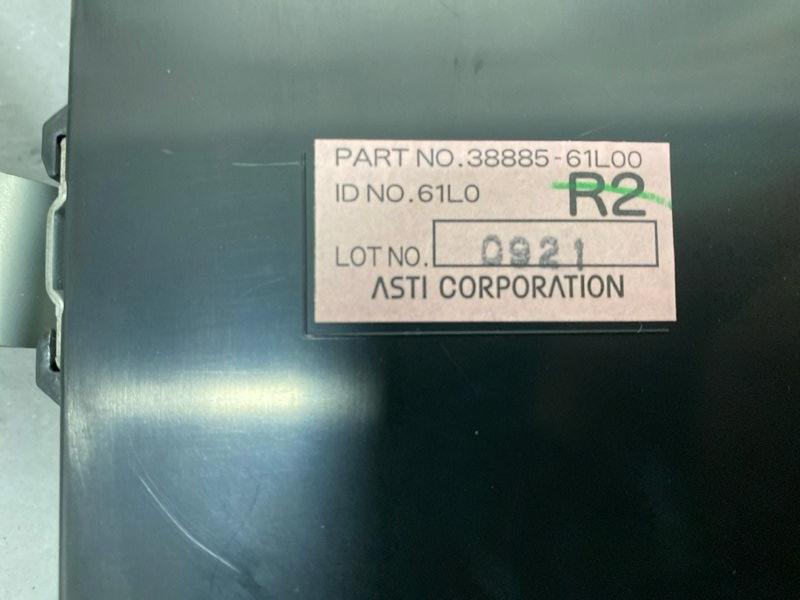 PART NO.38885-61L00
ID NO.61L0 R2
LOT NO. 0921
ASTI CORPORATION